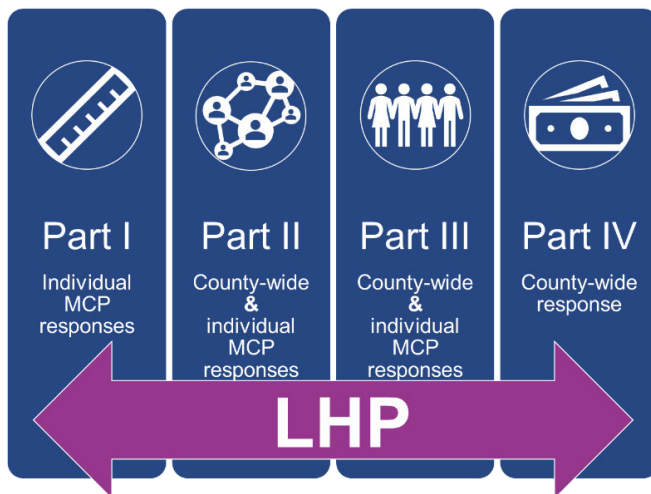 Part I
Individual
MCP
responses
Part II
County-wide
&
individual
MCP
responses
Part III
County-wide
&
individual
MCP
responses
Part IV
County-wide
response
LHP